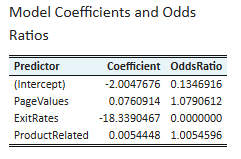 Model Coefficients and Odds
Ratios
Predictor Coefficient OddsRatio
(Intercept) -2.0047676 0.1346916
PageValues 0.0760914 1.0790612
ExitRates -18.3390467 0.0000000
ProductRelated 0.0054448 1.0054596